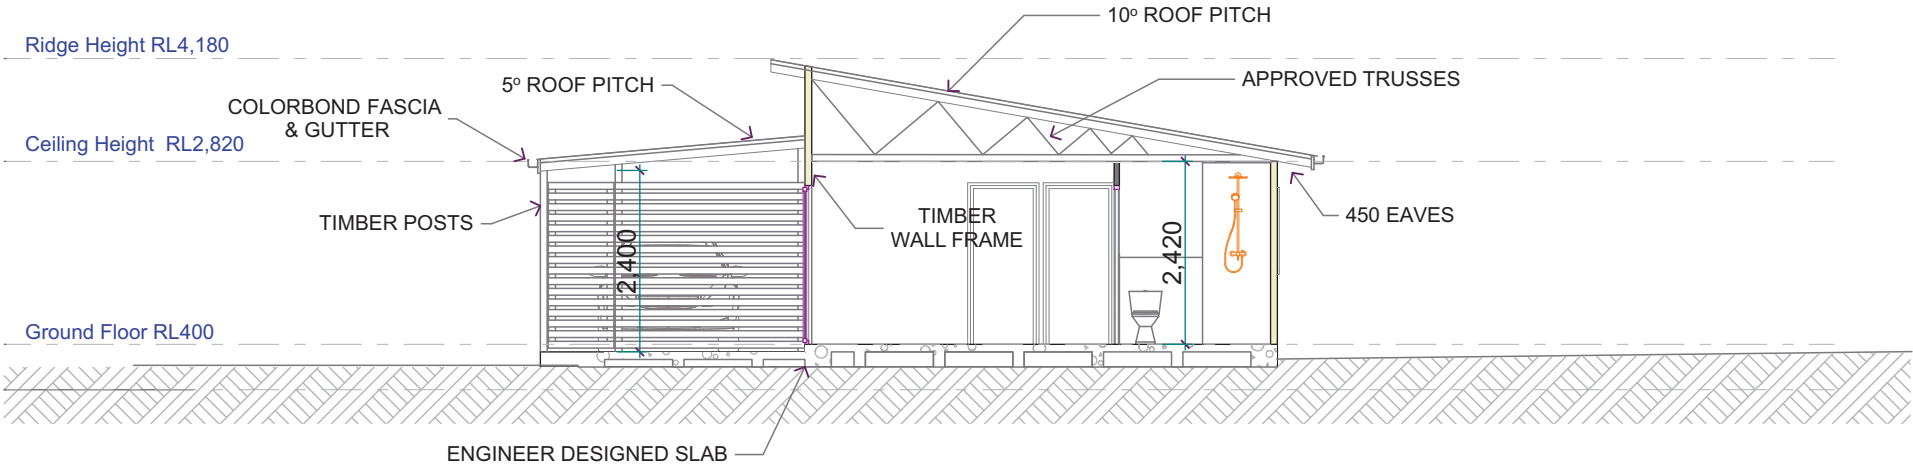 10º ROOF PITCH
Ridge Height RL4,180
5º ROOF PITCH
APPROVED TRUSSES
COLORBOND FASCIA
& GUTTER
Ceiling Height RL2,820
TIMBER POSTS
TIMBER
WALL FRAME
450 EAVES
2,400
2,420
Ground Floor RL400
ENGINEER DESIGNED SLAB